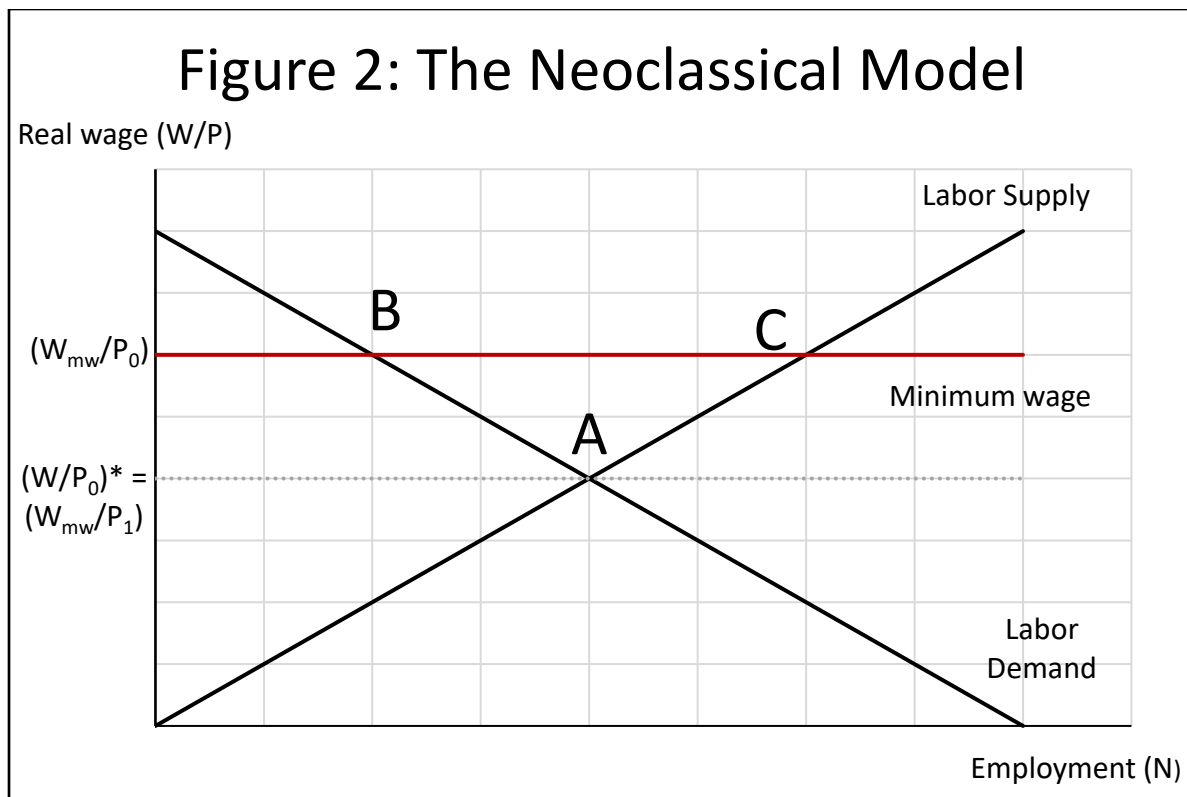 Figure 2: The Neoclassical Model
Real wage (W/P)
Labor Supply
B
C
(Wmw/P0)
Minimum wage
A
(W/P0)* =
(Wmw/P1)
Labor
Demand
Employment (N)